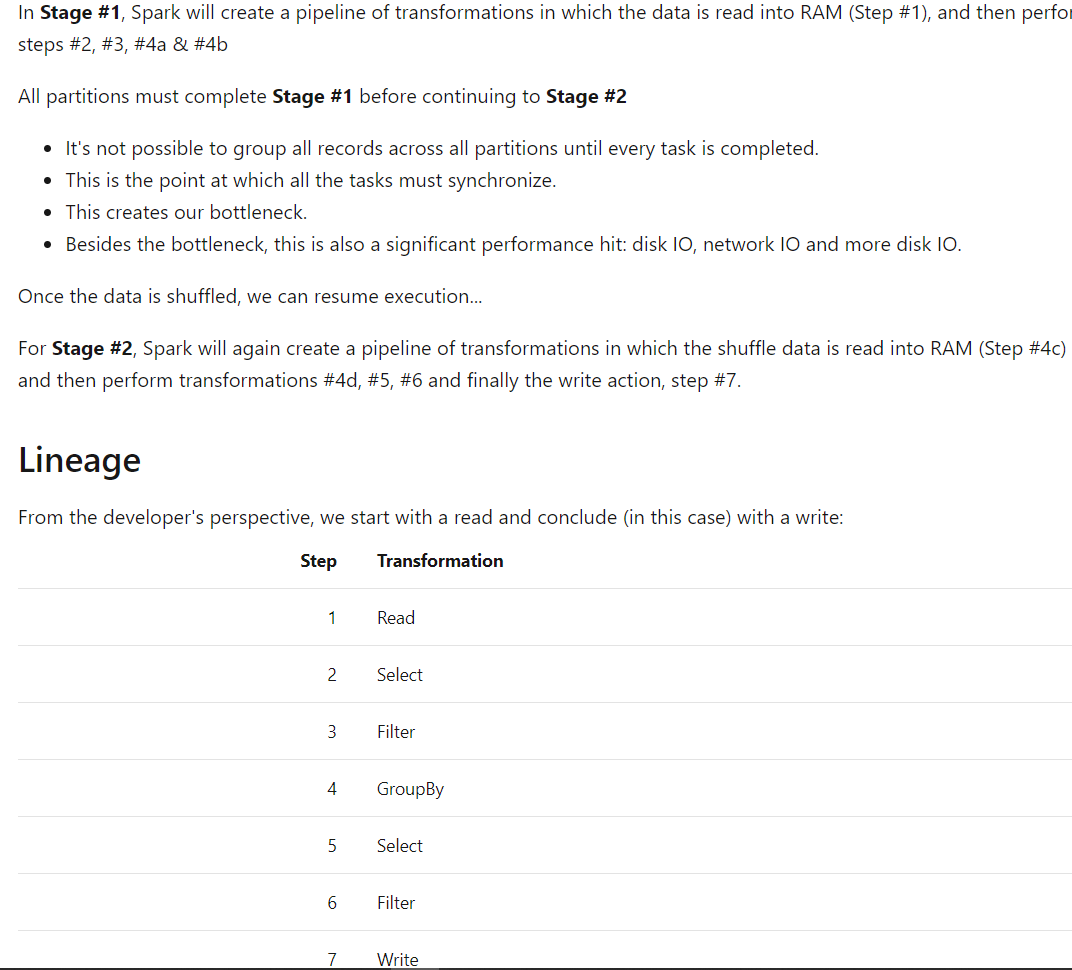 In Stage #1, Spark will create a pipeline of transformations in which the data is read into RAM (Step #1), and then
steps #2, #3, #4a & #4b
All partitions must complete Stage #1 before continuing to Stage #2
It's not possible to group all records across all partitions until every task is completed.
This is the point at which all the tasks must synchronize.
This creates our bottleneck.
Besides the bottleneck, this is also a significant performance hit: disk IO, network IO and more disk IO.
Once the data is shuffled, we can resume execution...
For Stage #2, Spark will again create a pipeline of transformations in which the shuffle data is read into RAM (Step #4c)
and then perform transformations #4d, #5, #6 and finally the write action, step #7.
Lineage
From the developer's perspective, we start with a read and conclude (in this case) with a write:
Step Transformation
1 Read
2 Select
3 Filter
4 GroupBy
5 Select
6 Filter
7 Write